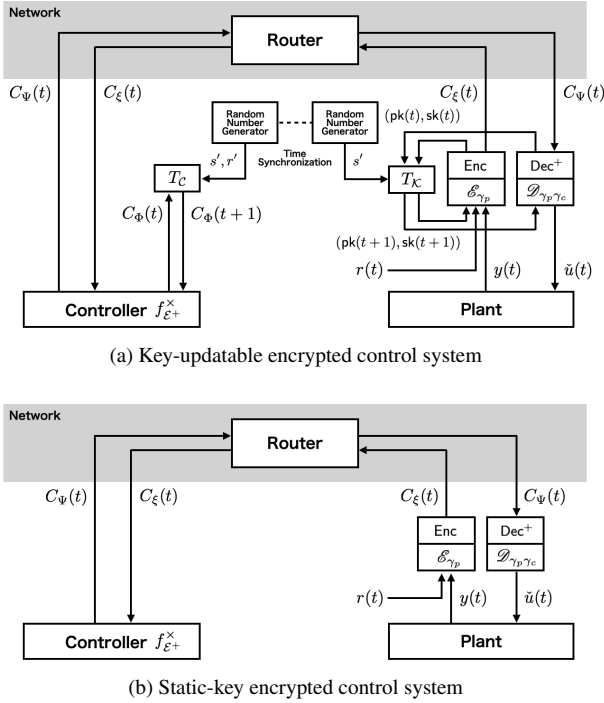 Network
Router
C_Ψ(t)
C_ξ(t)
C_ξ(t)
C_Ψ(t)
Random Number Generator
Random Number Generator
(pk(t), sk(t))
Time Synchronization
s′, r′
s′
T_𝒞
T_𝒦
Enc
ℰ_{γ_p}
Dec⁺
𝒟_{γ_p γ_c}
C_Φ(t)
C_Φ(t+1)
(pk(t+1), sk(t+1))
r(t)
y(t)
ǔ(t)
Controller f^×_{ℰ⁺}
Plant
(a) Key-updatable encrypted control system
Network
Router
C_Ψ(t)
C_ξ(t)
C_ξ(t)
C_Ψ(t)
Enc
ℰ_{γ_p}
Dec⁺
𝒟_{γ_p γ_c}
r(t)
y(t)
ǔ(t)
Controller f^×_{ℰ⁺}
Plant
(b) Static-key encrypted control system